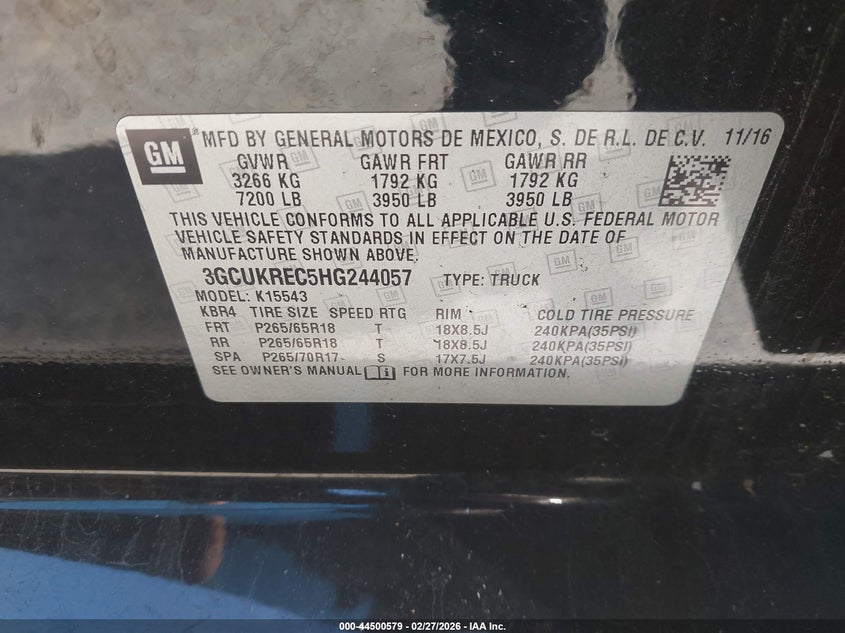 GM MFD BY GENERAL MOTORS DE MEXICO, S. DE R.L. DE C.V. 11/16
GVWR GAWR FRT GAWR RR
3266 KG 1792 KG 1792 KG
7200 LB 3950 LB 3950 LB
THIS VEHICLE CONFORMS TO ALL APPLICABLE U.S. FEDERAL MOTOR
VEHICLE SAFETY STANDARDS IN EFFECT ON THE DATE OF
MANUFACTURE SHOWN ABOVE.
3GCUKREC5HG244057 TYPE: TRUCK
MODEL: K15543
KBR4 TIRE SIZE SPEED RTG RIM COLD TIRE PRESSURE
FRT P265/65R18 T 18X8.5J 240KPA(35PSI)
RR P265/65R18 T 18X8.5J 240KPA(35PSI)
SPA P265/70R17 S 17X7.5J 240KPA(35PSI)
SEE OWNER'S MANUAL FOR MORE INFORMATION.
000-44500579 - 02/27/2026 - IAA Inc.